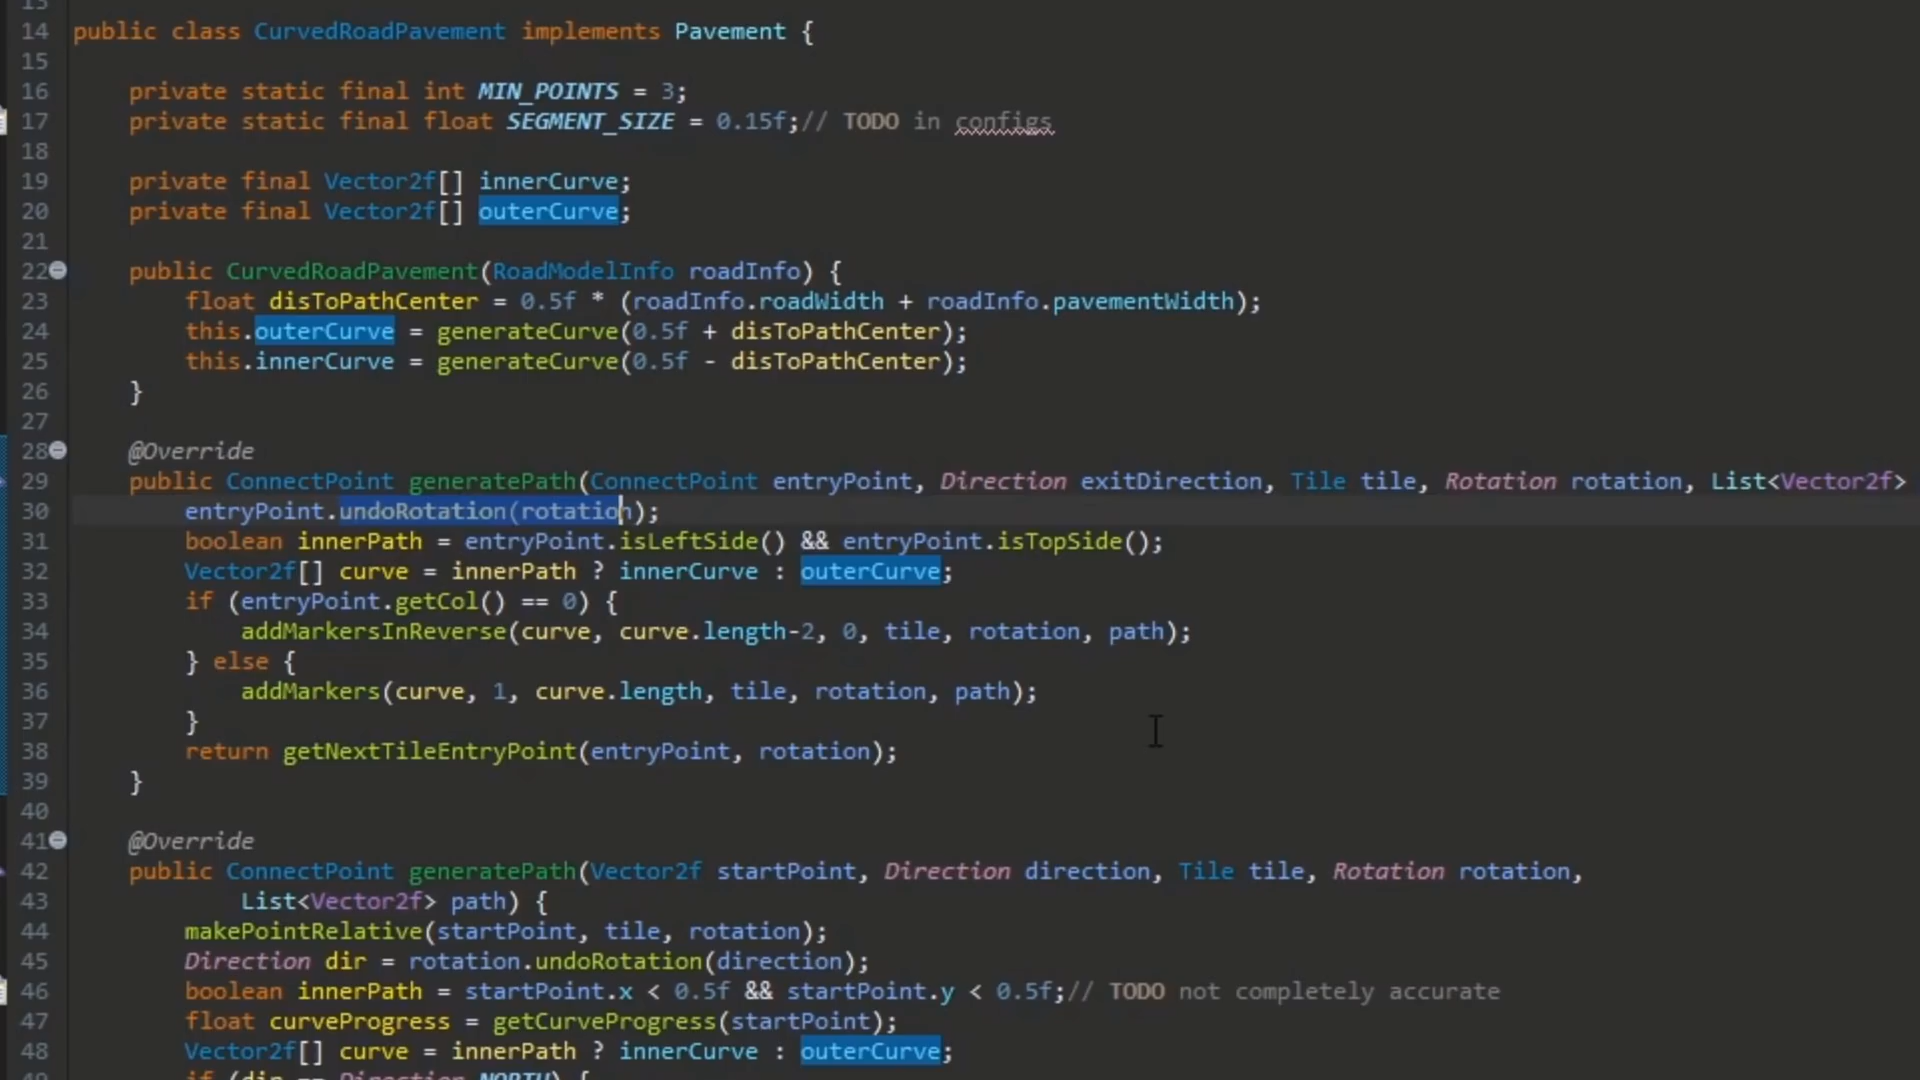 14 public class CurvedRoadPavement implements Pavement {
15
16 private static final int MIN_POINTS = 3;
17 private static final float SEGMENT_SIZE = 0.15f;// TODO in configs
18
19 private final Vector2f[] innerCurve;
20 private final Vector2f[] outerCurve;
21
22 public CurvedRoadPavement(RoadModelInfo roadInfo) {
23 float disToPathCenter = 0.5f * (roadInfo.roadWidth + roadInfo.pavementWidth);
24 this.outerCurve = generateCurve(0.5f + disToPathCenter);
25 this.innerCurve = generateCurve(0.5f - disToPathCenter);
26 }
27
28 @Override
29 public ConnectPoint generatePath(ConnectPoint entryPoint, Direction exitDirection, Tile tile, Rotation rotation, List<Vector2f>
30 entryPoint.undoRotation(rotation);
31 boolean innerPath = entryPoint.isLeftSide() && entryPoint.isTopSide();
32 Vector2f[] curve = innerPath ? innerCurve : outerCurve;
33 if (entryPoint.getCol() == 0) {
34 addMarkersInReverse(curve, curve.length-2, 0, tile, rotation, path);
35 } else {
36 addMarkers(curve, 1, curve.length, tile, rotation, path);
37 }
38 return getNextTileEntryPoint(entryPoint, rotation);
39 }
40
41 @Override
42 public ConnectPoint generatePath(Vector2f startPoint, Direction direction, Tile tile, Rotation rotation,
43 List<Vector2f> path) {
44 makePointRelative(startPoint, tile, rotation);
45 Direction dir = rotation.undoRotation(direction);
46 boolean innerPath = startPoint.x < 0.5f && startPoint.y < 0.5f;// TODO not completely accurate
47 float curveProgress = getCurveProgress(startPoint);
48 Vector2f[] curve = innerPath ? innerCurve : outerCurve;